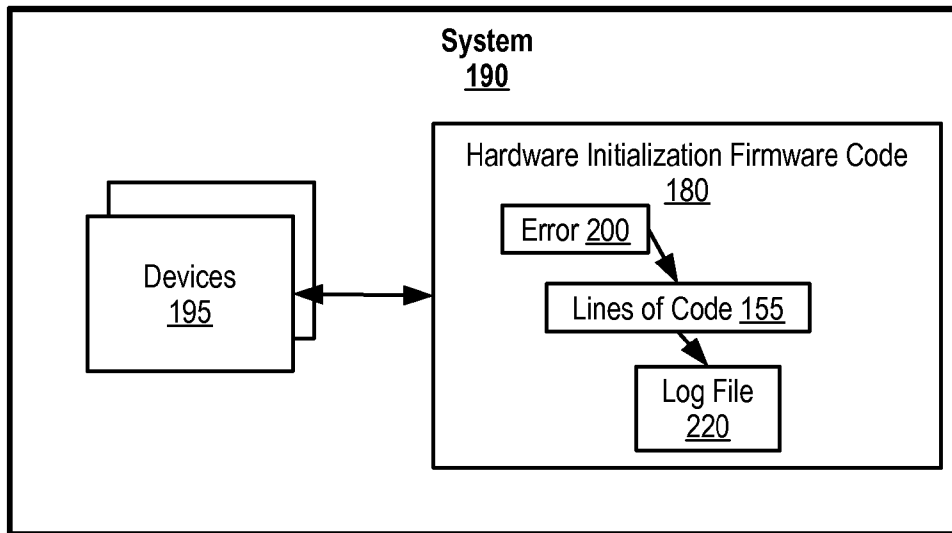 System
190
Hardware Initialization Firmware Code
180
Error 200
Devices
195
Lines of Code 155
Log File
220